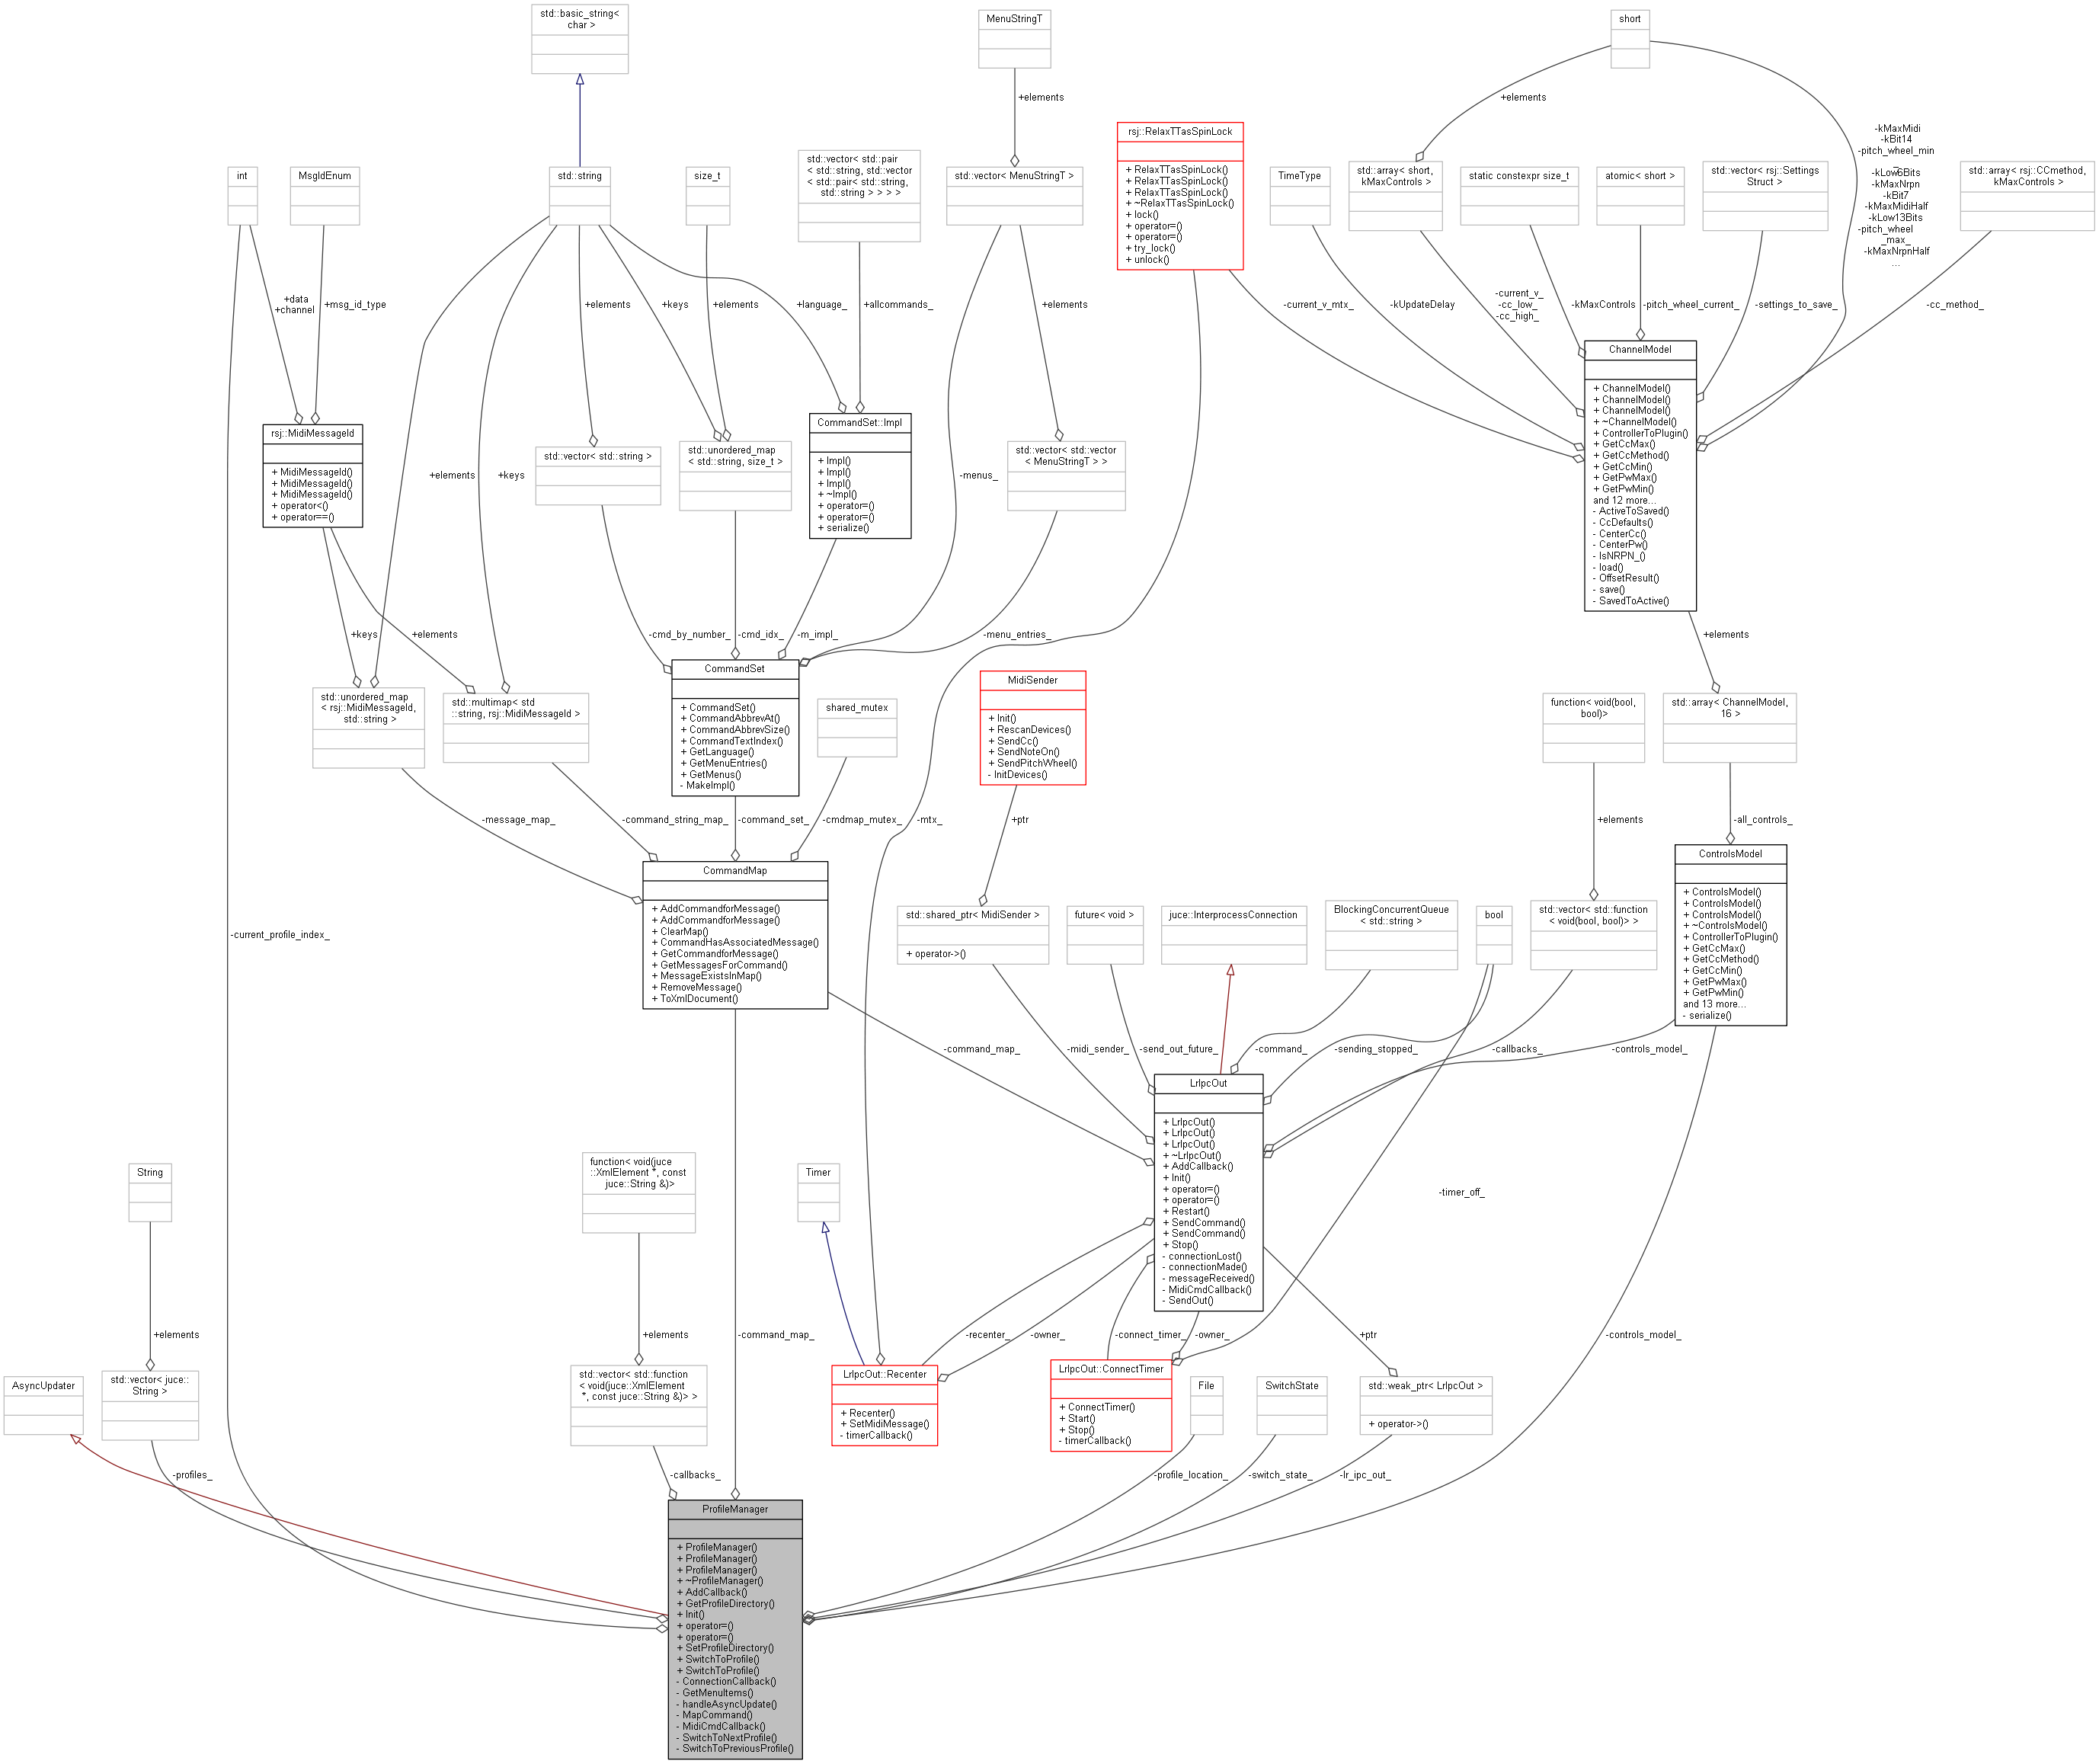 std::basic_string<
char >
MenuStringT
short
+elements
+elements
-kMaxMidi
-kBit14
-pitch_wheel_min
_
-kLow6Bits
-kMaxNrpn
-kBit7
-kMaxMidiHalf
-kLow13Bits
-pitch_wheel
_max_
-kMaxNrpnHalf
...
int
MsgIdEnum
std::string
size_t
std::vector< std::pair
< std::string, std::vector
< std::pair< std::string,
std::string > > > >
std::vector< MenuStringT >
rsj::RelaxTTasSpinLock
+ RelaxTTasSpinLock()
+ RelaxTTasSpinLock()
+ RelaxTTasSpinLock()
+ ~RelaxTTasSpinLock()
+ lock()
+ operator=()
+ operator=()
+ try_lock()
+ unlock()
TimeType
std::array< short,
kMaxControls >
static constexpr size_t
atomic< short >
std::vector< rsj::Settings
Struct >
std::array< rsj::CCmethod,
kMaxControls >
+data
+channel
+msg_id_type
+elements
+keys
+elements
+language_
+allcommands_
+elements
-current_v_mtx_
-kUpdateDelay
-current_v_
-cc_low_
-cc_high_
-kMaxControls
-pitch_wheel_current_
-settings_to_save_
-cc_method_
rsj::MidiMessageId
+ MidiMessageId()
+ MidiMessageId()
+ MidiMessageId()
+ operator<()
+ operator==()
+elements
+keys
std::vector< std::string >
std::unordered_map
< std::string, size_t >
CommandSet::Impl
+ Impl()
+ Impl()
+ Impl()
+ ~Impl()
+ operator=()
+ operator=()
+ serialize()
-menus_
std::vector< std::vector
< MenuStringT > >
ChannelModel
+ ChannelModel()
+ ChannelModel()
+ ChannelModel()
+ ~ChannelModel()
+ ControllerToPlugin()
+ GetCcMax()
+ GetCcMethod()
+ GetCcMin()
+ GetPwMax()
+ GetPwMin()
and 12 more...
- ActiveToSaved()
- CcDefaults()
- CenterCc()
- CenterPw()
- IsNRPN_()
- load()
- OffsetResult()
- save()
- SavedToActive()
+keys
+elements
-cmd_by_number_
-cmd_idx_
-m_impl_
-menu_entries_
+elements
std::unordered_map
< rsj::MidiMessageId,
std::string >
std::multimap< std
::string, rsj::MidiMessageId >
CommandSet
+ CommandSet()
+ CommandAbbrevAt()
+ CommandAbbrevSize()
+ CommandTextIndex()
+ GetLanguage()
+ GetMenuEntries()
+ GetMenus()
- MakeImpl()
shared_mutex
MidiSender
+ Init()
+ RescanDevices()
+ SendCc()
+ SendNoteOn()
+ SendPitchWheel()
- InitDevices()
function< void(bool,
bool)>
std::array< ChannelModel,
16 >
-message_map_
-command_string_map_
-command_set_
-cmdmap_mutex_
-mtx_
+ptr
+elements
-all_controls_
CommandMap
+ AddCommandforMessage()
+ AddCommandforMessage()
+ ClearMap()
+ CommandHasAssociatedMessage()
+ GetCommandforMessage()
+ GetMessagesForCommand()
+ MessageExistsInMap()
+ RemoveMessage()
+ ToXmlDocument()
-current_profile_index_
std::shared_ptr< MidiSender >
+ operator->()
future< void >
juce::InterprocessConnection
BlockingConcurrentQueue
< std::string >
bool
std::vector< std::function
< void(bool, bool)> >
ControlsModel
+ ControlsModel()
+ ControlsModel()
+ ControlsModel()
+ ~ControlsModel()
+ ControllerToPlugin()
+ GetCcMax()
+ GetCcMethod()
+ GetCcMin()
+ GetPwMax()
+ GetPwMin()
and 13 more...
- serialize()
-command_map_
-midi_sender_
-send_out_future_
-command_
-sending_stopped_
-callbacks_
-controls_model_
LrIpcOut
+ LrIpcOut()
+ LrIpcOut()
+ LrIpcOut()
+ ~LrIpcOut()
+ AddCallback()
+ Init()
+ operator=()
+ operator=()
+ Restart()
+ SendCommand()
+ SendCommand()
+ Stop()
- connectionLost()
- connectionMade()
- messageReceived()
- MidiCmdCallback()
- SendOut()
String
function< void(juce
::XmlElement *, const
juce::String &)>
Timer
-timer_off_
+elements
+elements
-command_map_
-recenter_
-owner_
-connect_timer_
-owner_
+ptr
-controls_model_
AsyncUpdater
std::vector< juce::
String >
std::vector< std::function
< void(juce::XmlElement
*, const juce::String &)> >
LrIpcOut::Recenter
+ Recenter()
+ SetMidiMessage()
- timerCallback()
LrIpcOut::ConnectTimer
+ ConnectTimer()
+ Start()
+ Stop()
- timerCallback()
File
SwitchState
std::weak_ptr< LrIpcOut >
+ operator->()
-profiles_
-callbacks_
-profile_location_
-switch_state_
-lr_ipc_out_
ProfileManager
+ ProfileManager()
+ ProfileManager()
+ ProfileManager()
+ ~ProfileManager()
+ AddCallback()
+ GetProfileDirectory()
+ Init()
+ operator=()
+ operator=()
+ SetProfileDirectory()
+ SwitchToProfile()
+ SwitchToProfile()
- ConnectionCallback()
- GetMenuItems()
- handleAsyncUpdate()
- MapCommand()
- MidiCmdCallback()
- SwitchToNextProfile()
- SwitchToPreviousProfile()